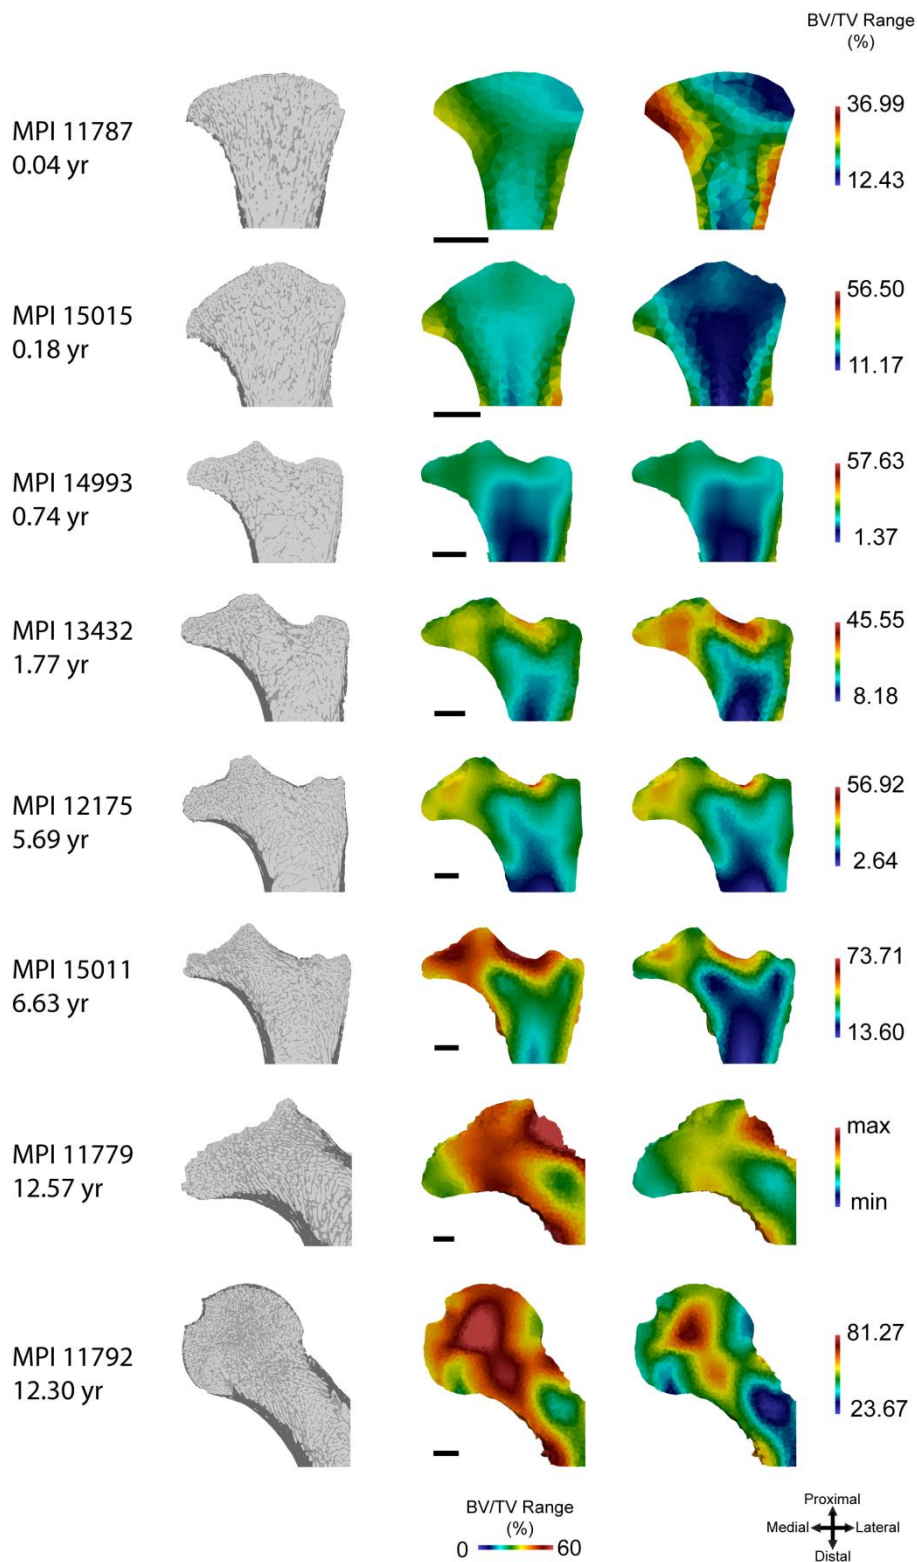 BV/TV Range
(%)
MPI 11787
0.04 yr
36.99
12.43
MPI 15015
0.18 yr
56.50
11.17
MPI 14993
0.74 yr
57.63
1.37
MPI 13432
1.77 yr
45.55
8.18
MPI 12175
5.69 yr
56.92
2.64
MPI 15011
6.63 yr
73.71
13.60
MPI 11779
12.57 yr
max
min
MPI 11792
12.30 yr
81.27
23.67
BV/TV Range
(%)
0 60
Proximal
Medial Lateral
Distal